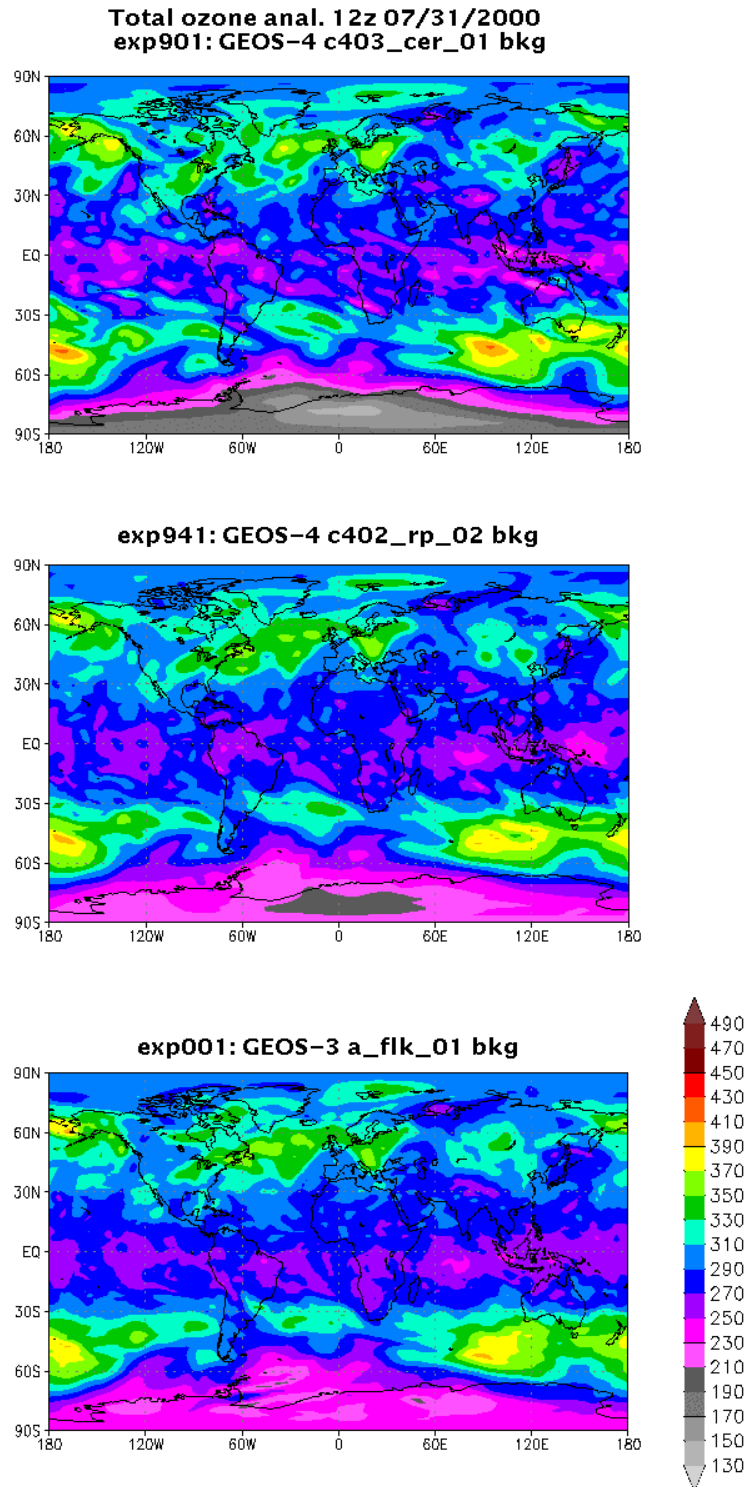 Total ozone anal. 12z 07/31/2000
exp901: GEOS-4 c403_cer_01 bkg
90N
60N
30N
EQ
30S
60S
90S
180 120W 60W 0 60E 120E 180
exp941: GEOS-4 c402_rp_02 bkg
90N
60N
30N
EQ
30S
60S
90S
180 120W 60W 0 60E 120E 180
exp001: GEOS-3 a_flk_01 bkg
90N
60N
30N
EQ
30S
60S
90S
180 120W 60W 0 60E 120E 180
490
470
450
430
410
390
370
350
330
310
290
270
250
230
210
190
170
150
130